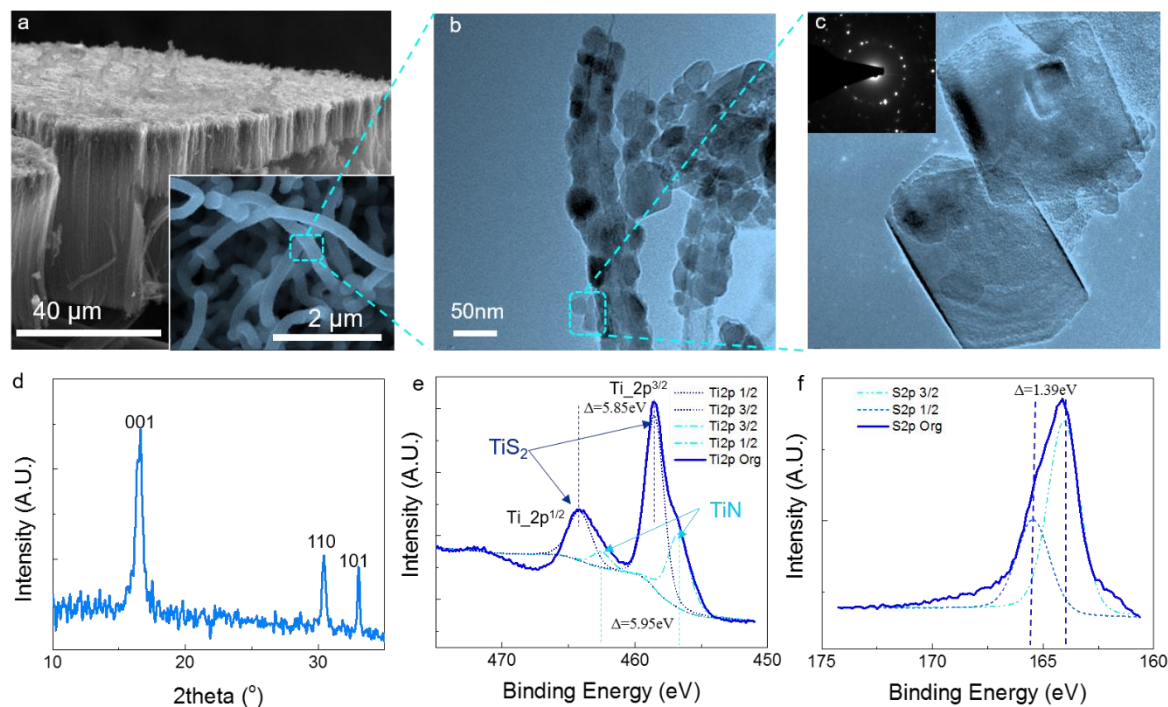 a
40 µm
2 µm
b
50nm
c
d
001
110
101
Intensity (A.U.)
10
20
30
2theta (°)
e
Ti_2p3/2
Δ=5.85eV
Ti2p 1/2
Ti2p 3/2
Ti2p 3/2
Ti2p 1/2
Ti2p Org
TiS2
Ti_2p1/2
TiN
Δ=5.95eV
Intensity (A.U.)
470
460
450
Binding Energy (eV)
f
S2p 3/2
S2p 1/2
S2p Org
Δ=1.39eV
Intensity (A.U.)
175
170
165
160
Binding Energy (eV)